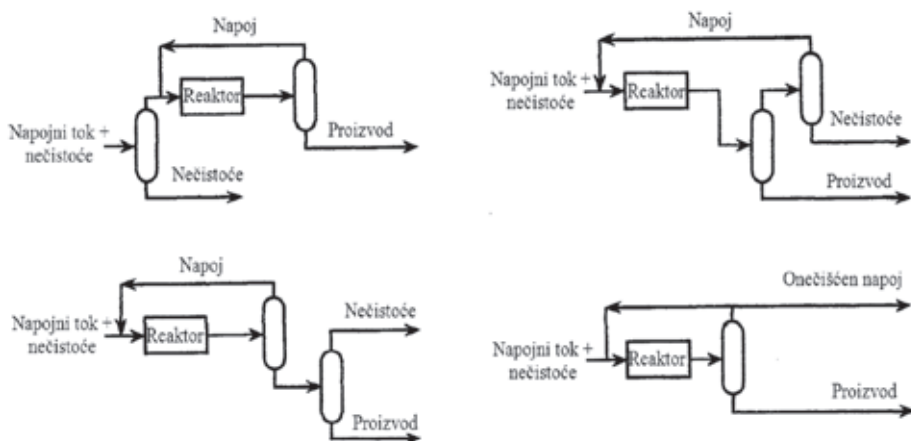 Napoj
Reaktor
Napojni tok +
nečistoće
Proizvod
Nečistoće
Napoj
Napojni tok +
nečistoće
Reaktor
Nečistoće
Proizvod
Napoj
Nečistoće
Napojni tok +
nečistoće
Reaktor
Proizvod
Onečišćen napoj
Napojni tok +
nečistoće
Reaktor
Proizvod